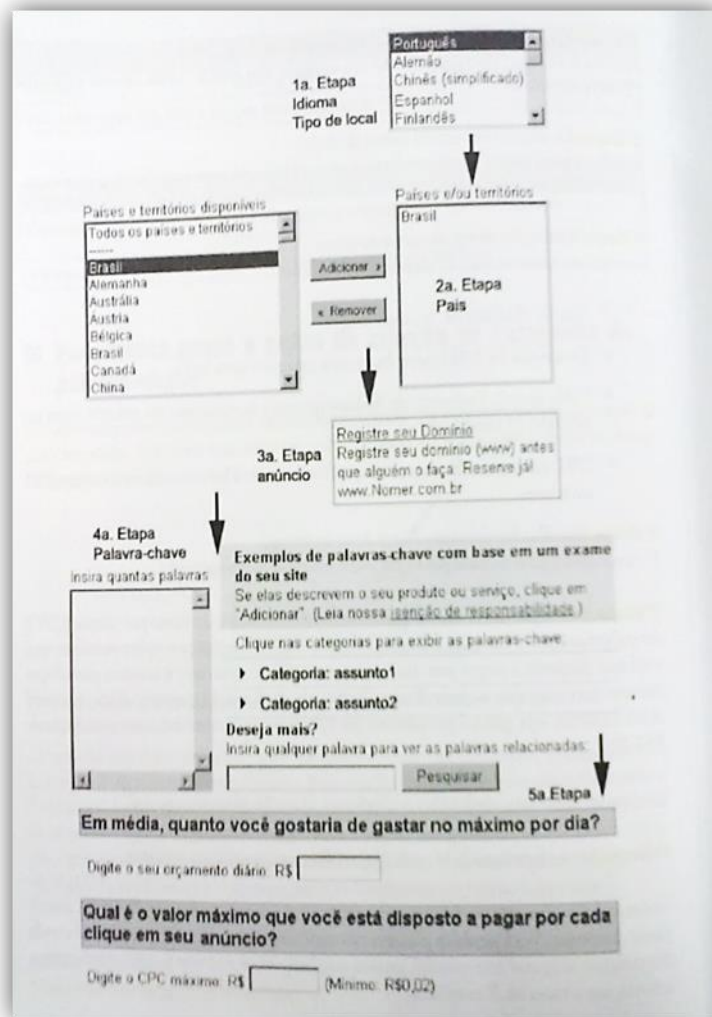 Português
Alemão
Chinês (simplificado)
Espanhol
Finlandês
1a. Etapa
Idioma
Tipo de local
Países e territórios disponíveis
Todos os países e territórios
------
Brasil
Alemanha
Austrália
Austria
Bélgica
Brasil
Canadá
China
Adicionar »
« Remover
Países e/ou territórios
Brasil
2a. Etapa
Pais
3a. Etapa
anúncio
Registre seu Domínio
Registre seu domínio (www) antes
que alguém o faça. Reserve já!
www.Nomer.com.br
4a. Etapa
Palavra-chave
Insira quantas palavras
Exemplos de palavras-chave com base em um exame
do seu site
Se elas descrevem o seu produto ou serviço, clique em
"Adicionar". (Leia nossa isenção de responsabilidade.)
Clique nas categorias para exibir as palavras-chave:
Categoria: assunto1
Categoria: assunto2
Deseja mais?
Insira qualquer palavra para ver as palavras relacionadas:
Pesquisar
5a.Etapa
Em média, quanto você gostaria de gastar no máximo por dia?
Digite o seu orçamento diário: R$
Qual é o valor máximo que você está disposto a pagar por cada
clique em seu anúncio?
Digite o CPC máximo: R$ (Mínimo: R$0,02)